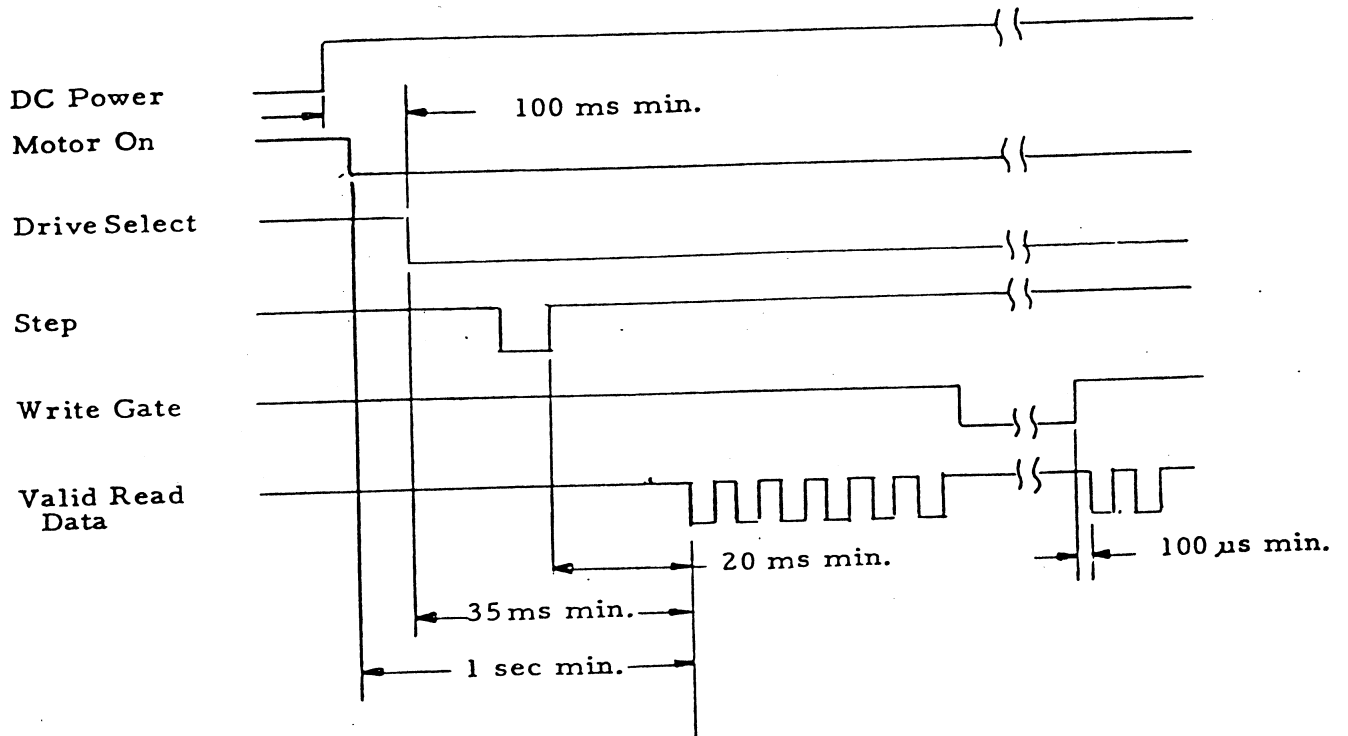 DC Power
100 ms min.
Motor On
Drive Select
Step
Write Gate
Valid Read
Data
100 µs min.
20 ms min.
35 ms min.
1 sec min.